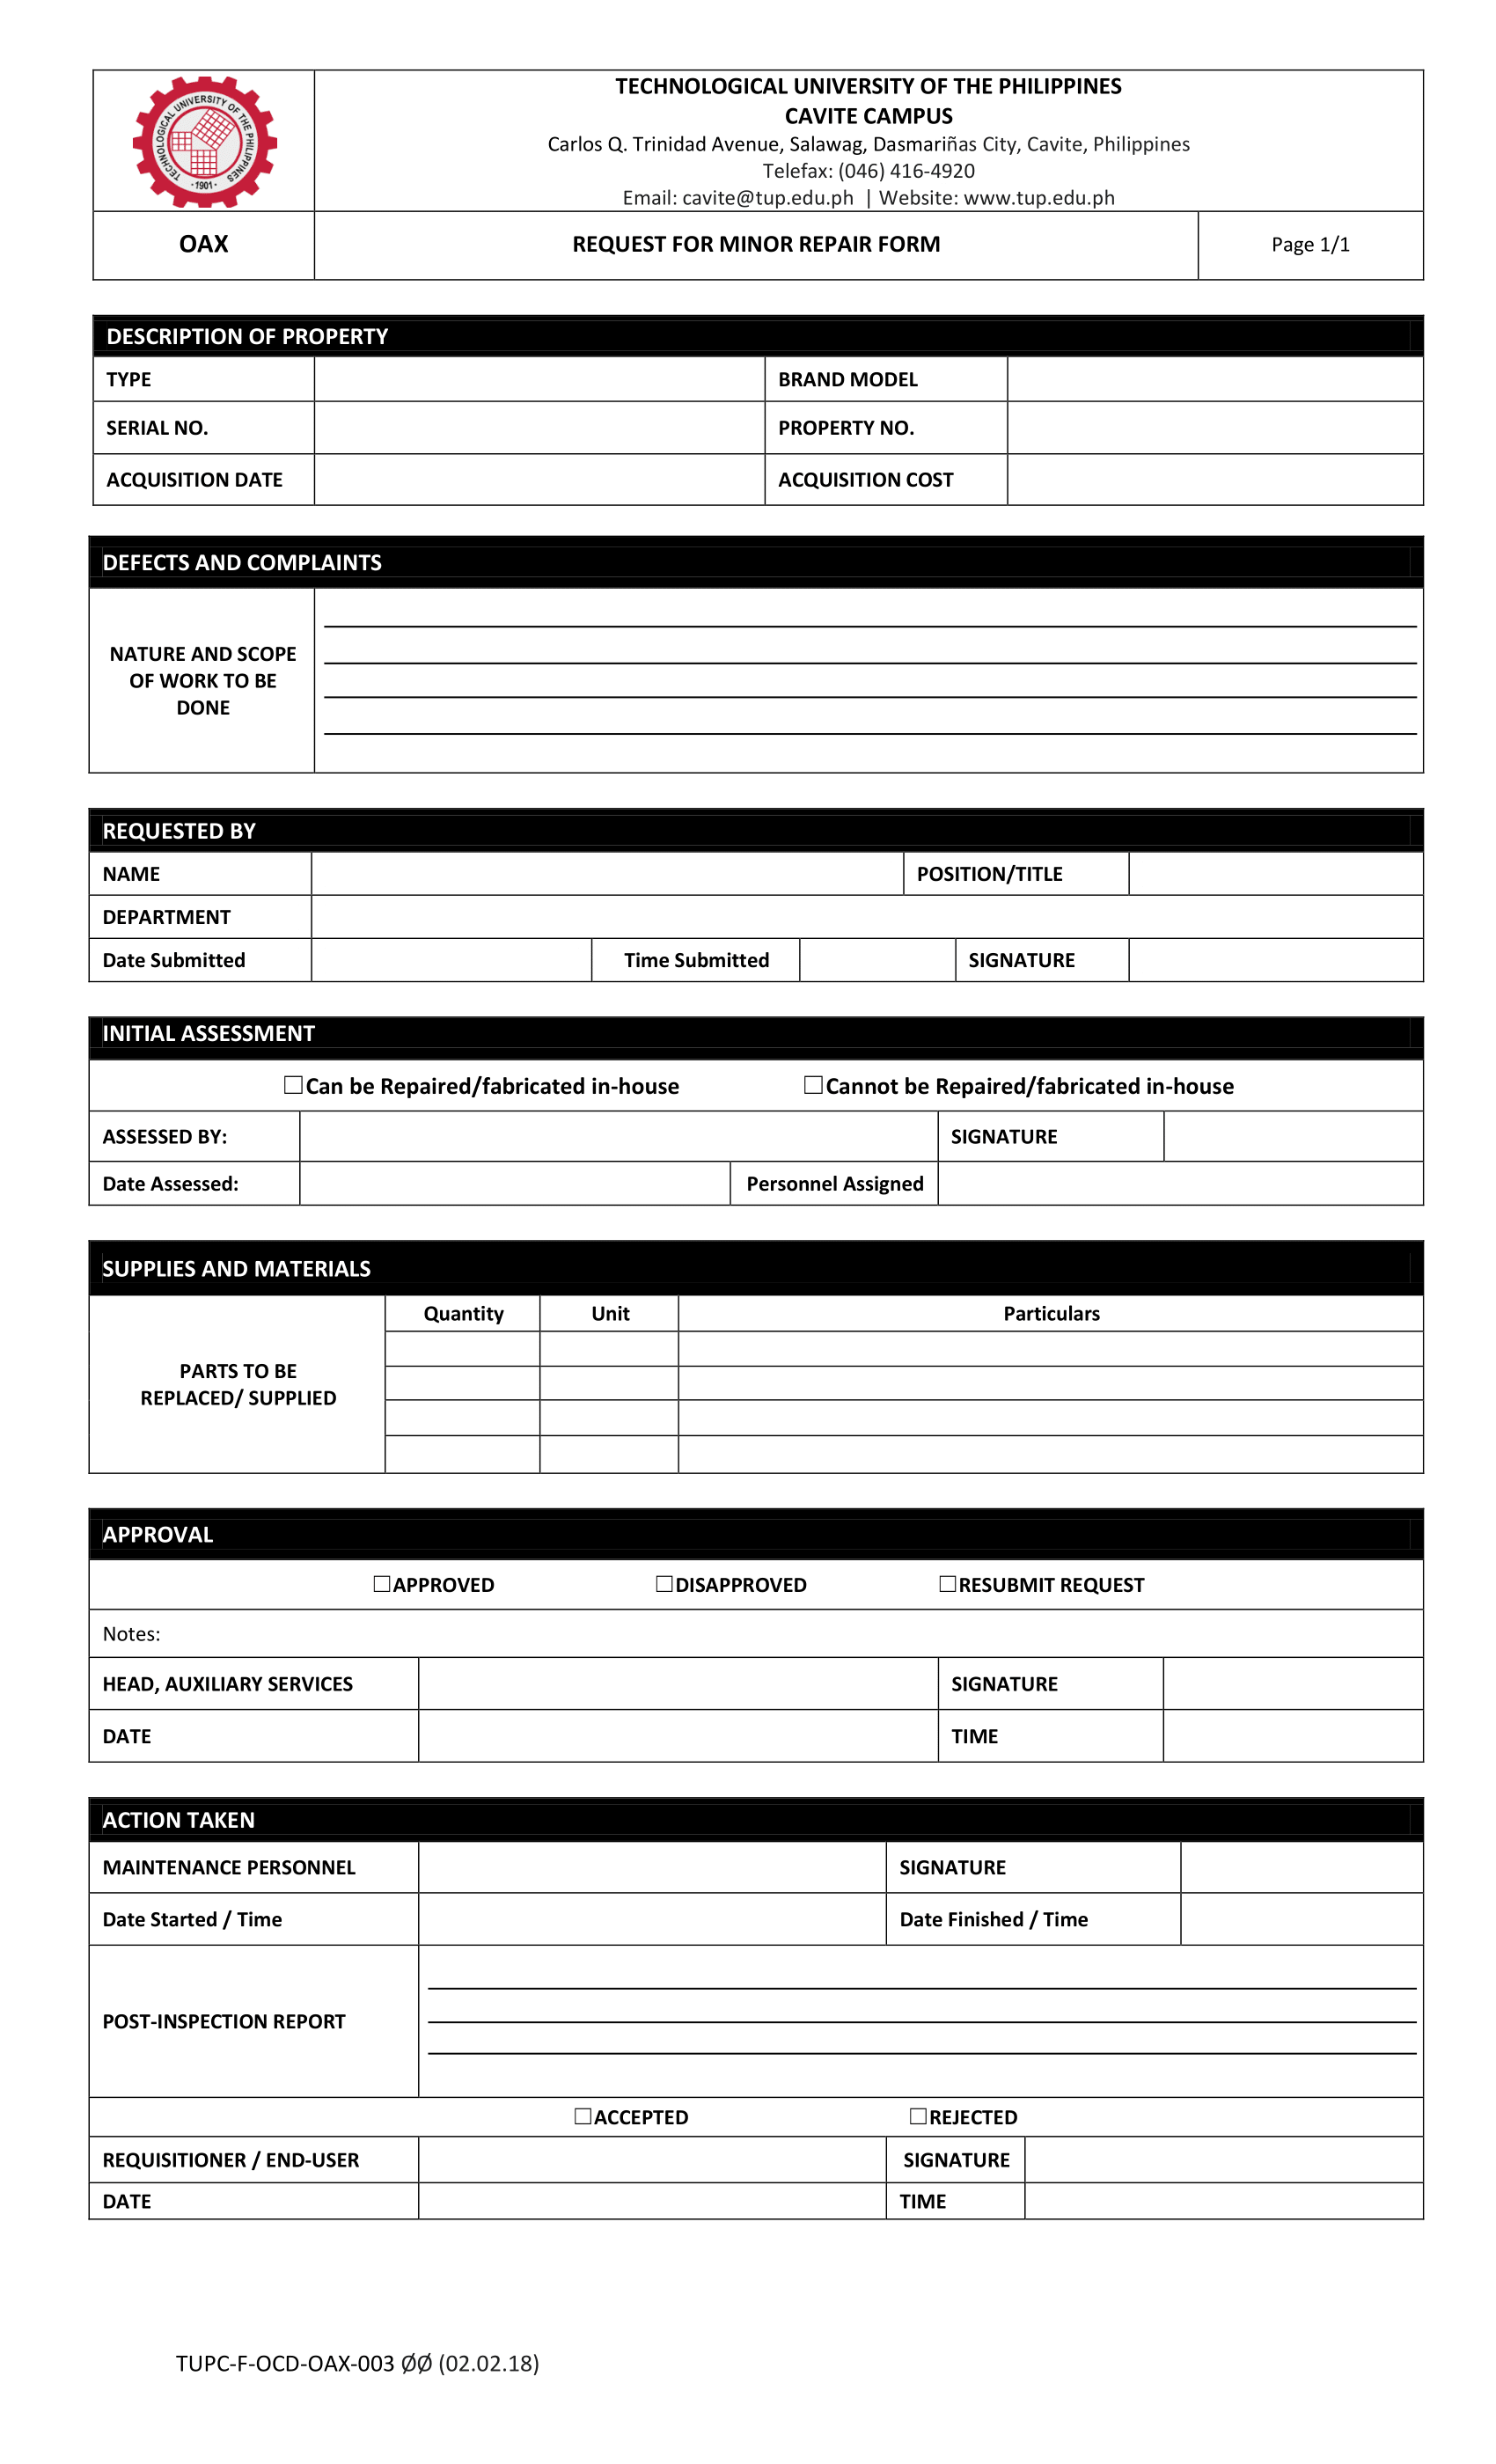 TECHNOLOGICAL UNIVERSITY OF THE PHILIPPINES
·1901·
TECHNOLOGICAL UNIVERSITY OF THE PHILIPPINES
CAVITE CAMPUS
Carlos Q. Trinidad Avenue, Salawag, Dasmariñas City, Cavite, Philippines
Telefax: (046) 416-4920
Email: cavite@tup.edu.ph | Website: www.tup.edu.ph
OAX
REQUEST FOR MINOR REPAIR FORM
Page 1/1
DESCRIPTION OF PROPERTY
TYPE BRAND MODEL
SERIAL NO. PROPERTY NO.
ACQUISITION DATE ACQUISITION COST
DEFECTS AND COMPLAINTS
NATURE AND SCOPE
OF WORK TO BE
DONE
REQUESTED BY
NAME POSITION/TITLE
DEPARTMENT
Date Submitted Time Submitted SIGNATURE
INITIAL ASSESSMENT
☐Can be Repaired/fabricated in-house ☐Cannot be Repaired/fabricated in-house
ASSESSED BY: SIGNATURE
Date Assessed: Personnel Assigned
SUPPLIES AND MATERIALS
Quantity Unit Particulars
PARTS TO BE
REPLACED/ SUPPLIED
APPROVAL
☐APPROVED ☐DISAPPROVED ☐RESUBMIT REQUEST
Notes:
HEAD, AUXILIARY SERVICES SIGNATURE
DATE TIME
ACTION TAKEN
MAINTENANCE PERSONNEL SIGNATURE
Date Started / Time Date Finished / Time
POST-INSPECTION REPORT
☐ACCEPTED ☐REJECTED
REQUISITIONER / END-USER SIGNATURE
DATE TIME
TUPC-F-OCD-OAX-003 ØØ (02.02.18)